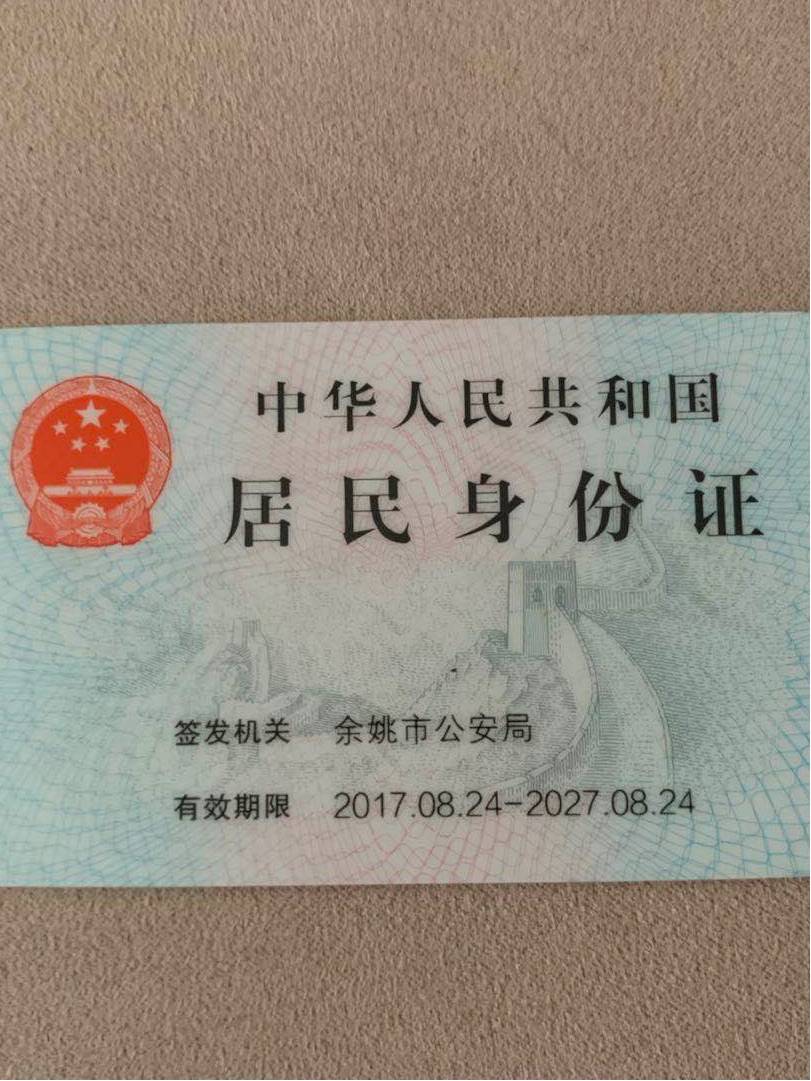 中华人民共和国
居民身份证
签发机关 余姚市公安局
有效期限 2017.08.24-2027.08.24